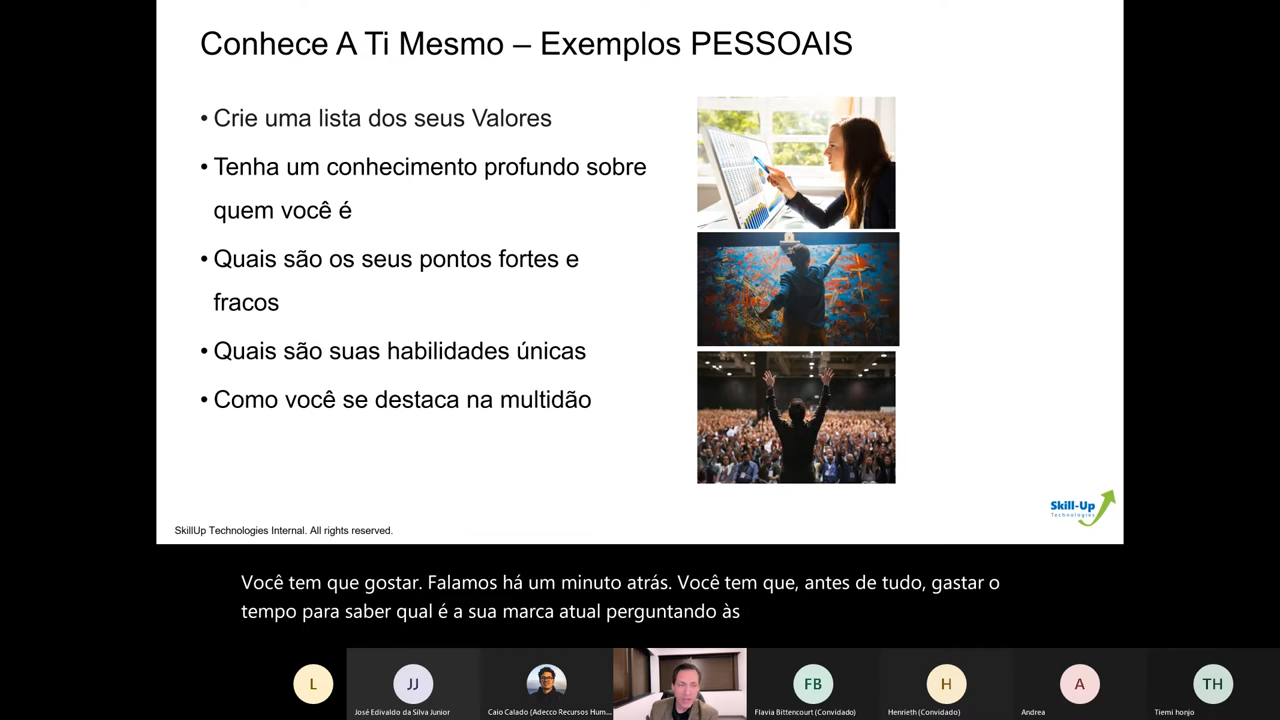 Conhece A Ti Mesmo – Exemplos PESSOAIS
• Crie uma lista dos seus Valores
• Tenha um conhecimento profundo sobre
quem você é
• Quais são os seus pontos fortes e
fracos
• Quais são suas habilidades únicas
• Como você se destaca na multidão
Skill-Up
Technologies
SkillUp Technologies Internal. All rights reserved.
Você tem que gostar. Falamos há um minuto atrás. Você tem que, antes de tudo, gastar o
tempo para saber qual é a sua marca atual perguntando às
L
JJ
FB
H
A
TH
José Edivaldo da Silva Junior
Caio Calado (Adecco Recursos Hum...
Flavia Bittencourt (Convidado)
Henrieth (Convidado)
Andrea
Tiemi honjo